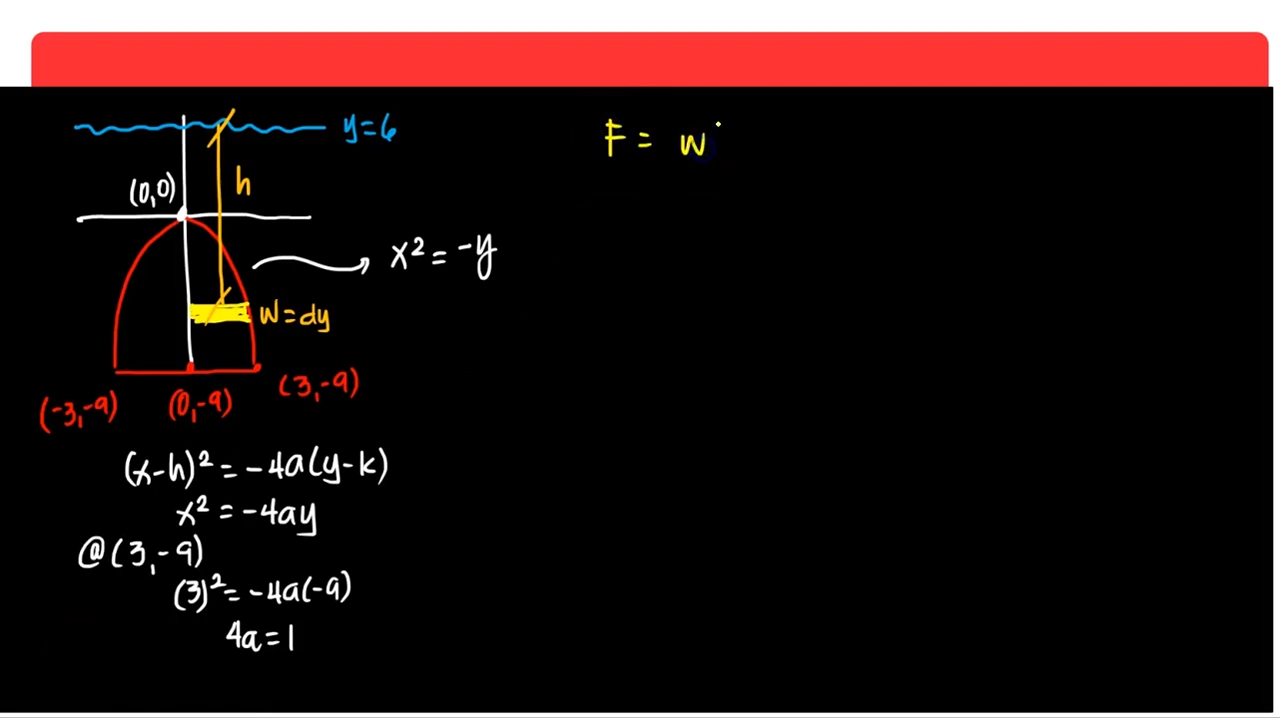 y=6
(0,0)
h
x² = -y
W = dy
(3,-9)
(-3,-9)
(0,-9)
(x-h)² = -4a(y-k)
x² = -4ay
@(3,-9)
(3)² = -4a(-9)
4a = 1
F = w